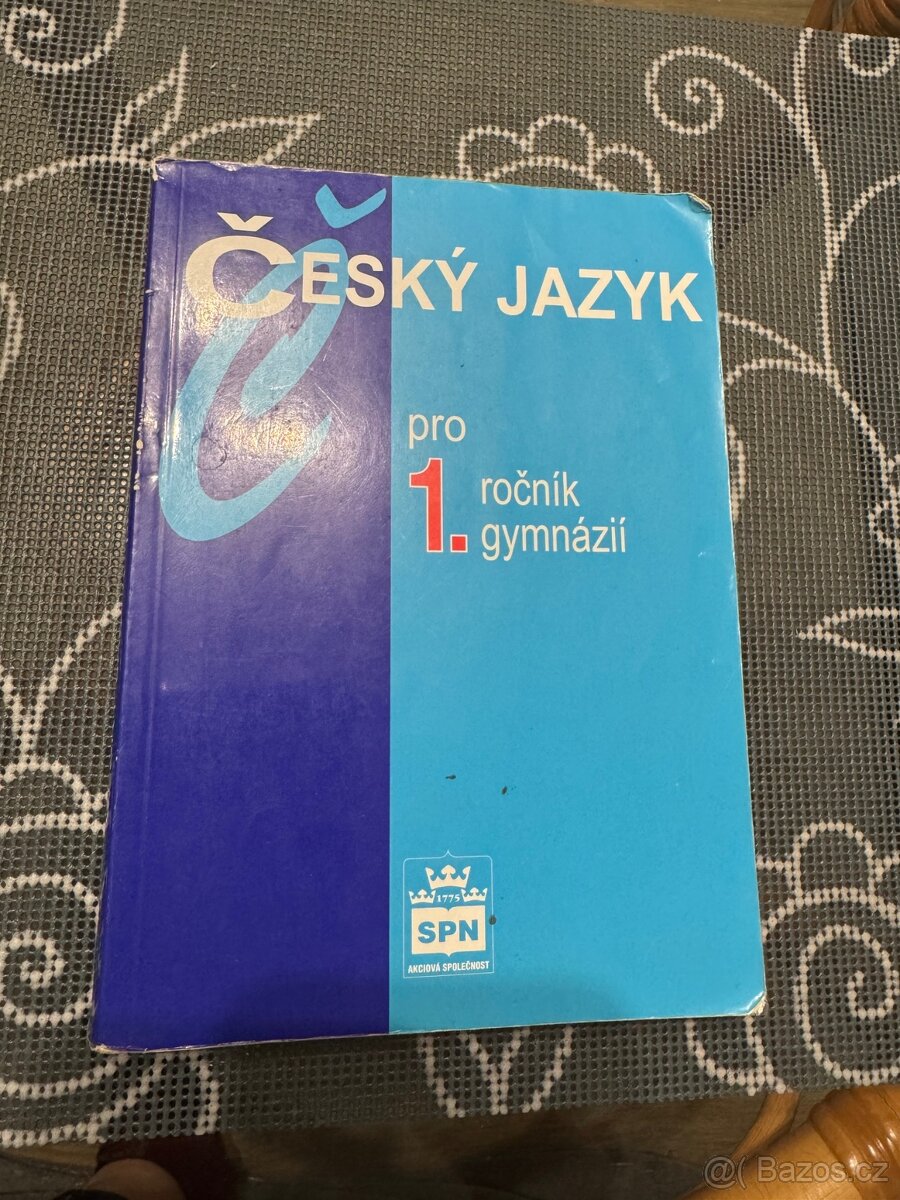 ČESKÝ JAZYK
pro
1. ročník
gymnázií
1775
SPN
AKCIOVÁ SPOLEČNOST
@ Bazos.cz